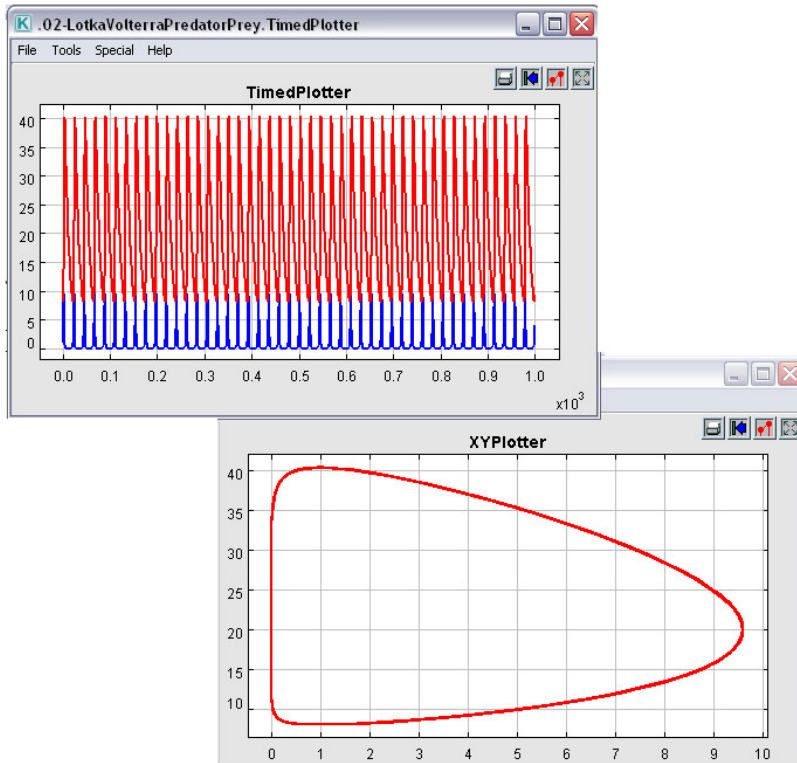 .02-LotkaVolterraPredatorPrey.TimedPlotter
File Tools Special Help
TimedPlotter
40
35
30
25
20
15
10
5
0
0.0 0.1 0.2 0.3 0.4 0.5 0.6 0.7 0.8 0.9 1.0
x10³
XYPlotter
40
35
30
25
20
15
10
0 1 2 3 4 5 6 7 8 9 10